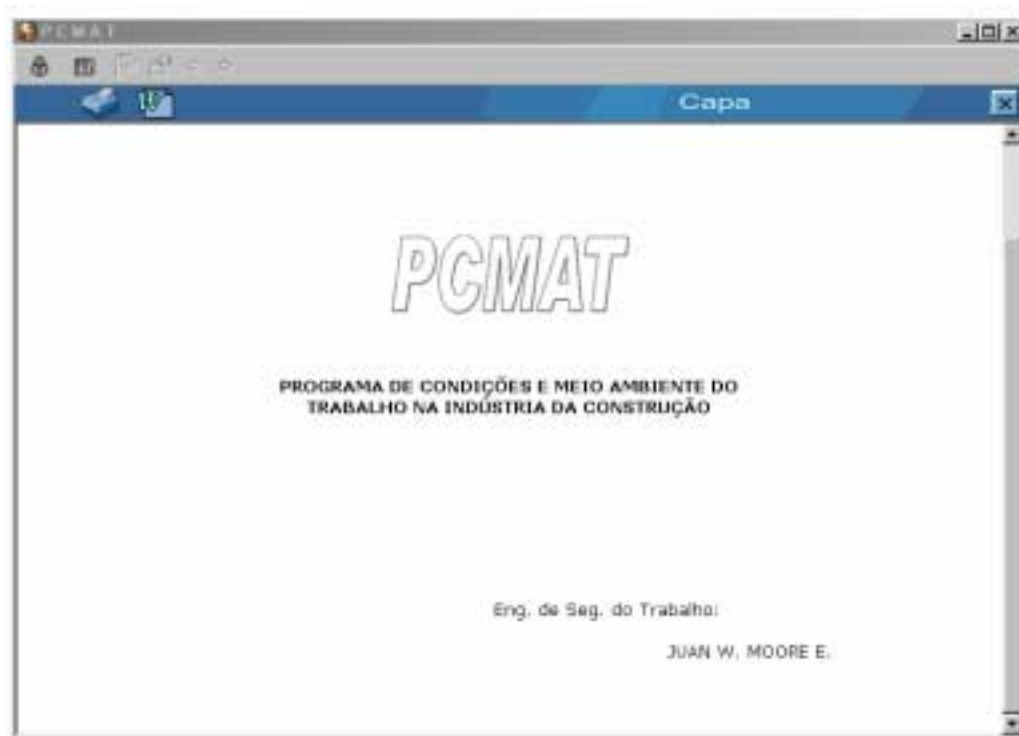 PCMAT
Capa
PCMAT
PROGRAMA DE CONDIÇÕES E MEIO AMBIENTE DO
TRABALHO NA INDÚSTRIA DA CONSTRUÇÃO
Eng. de Seg. do Trabalho:
JUAN W. MOORE E.